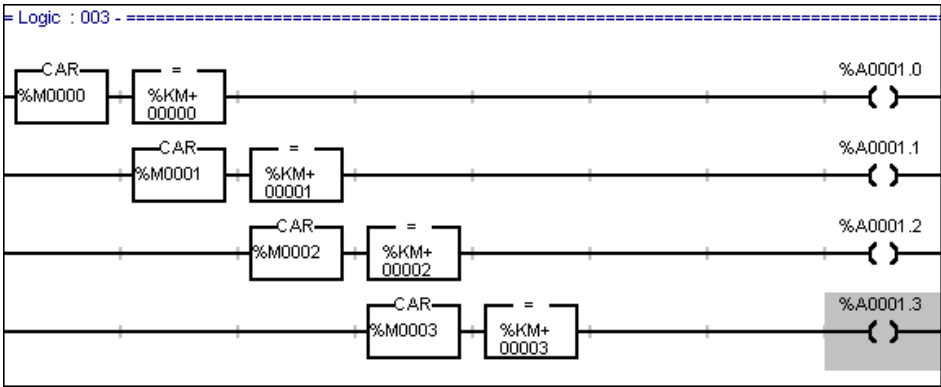 = Logic : 003 - ================================================
CAR = %A0001.0
%M0000 %KM+
00000
CAR = %A0001.1
%M0001 %KM+
00001
CAR = %A0001.2
%M0002 %KM+
00002
CAR = %A0001.3
%M0003 %KM+
00003